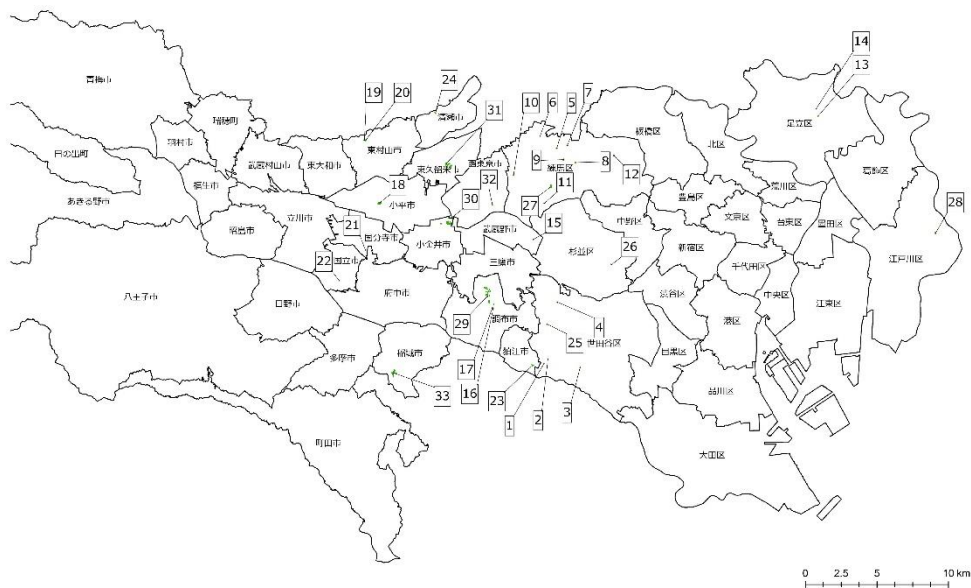 青梅市
瑞穂町
羽村市
日の出町
あきる野市
福生市
武蔵村山市
東大和市
東村山市
清瀬市
東久留米市
西東京市
小平市
立川市
昭島市
国分寺市
国立市
小金井市
武蔵野市
三鷹市
府中市
調布市
狛江市
八王子市
日野市
多摩市
稲城市
町田市
練馬区
板橋区
北区
足立区
葛飾区
荒川区
豊島区
文京区
台東区
墨田区
中野区
杉並区
新宿区
千代田区
中央区
江東区
江戸川区
渋谷区
港区
世田谷区
目黒区
品川区
大田区
19
20
24
31
10
6
5
7
14
13
9
8
12
11
27
32
18
30
15
21
22
26
28
29
17
16
4
25
33
23
1
2
3
0 2.5 5 10 km